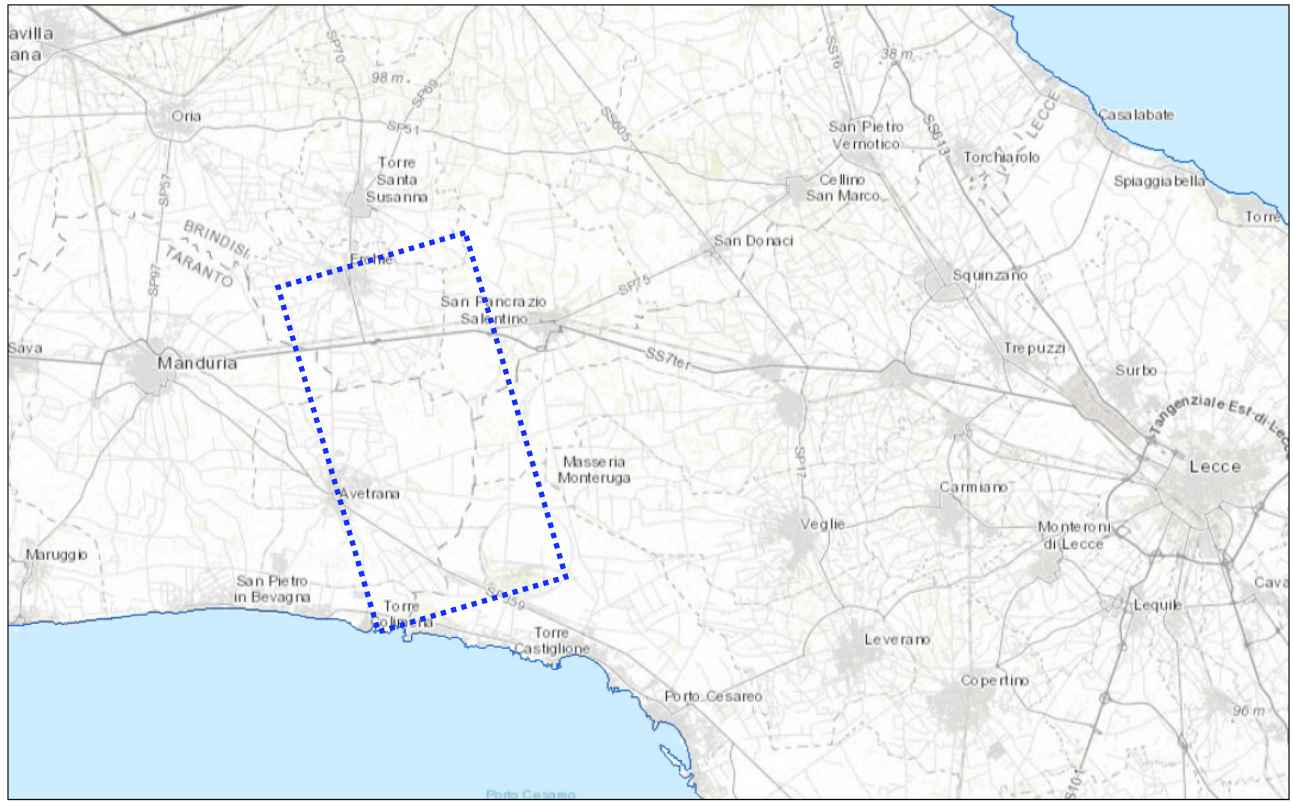 avilla
ana
SP70
98 m
SP69
SS16
38 m
Oria
SP51
SS605
San Pietro
Vernotico
SS613
LECCE
Casalabate
Torchiarolo
Torre
Santa
Susanna
SP57
Cellino
San Marco
Spiaggiabella
Torre
BRINDISI
TARANTO
San Donaci
Erchie
SP97
SP75
Squinzano
San Pancrazio
Salentino
Sava
Manduria
SS7ter
Trepuzzi
Surbo
Tangenziale Est di Lecce
Masseria
Monteruga
SP17
Lecce
Avetrana
Carmiano
Veglie
Monteroni
di Lecce
Maruggio
San Pietro
in Bevagna
SP359
Cava
Torre
Colimena
Lequile
Torre
Castiglione
Leverano
Porto Cesareo
Copertino
96 m
S101
Porto Cesareo